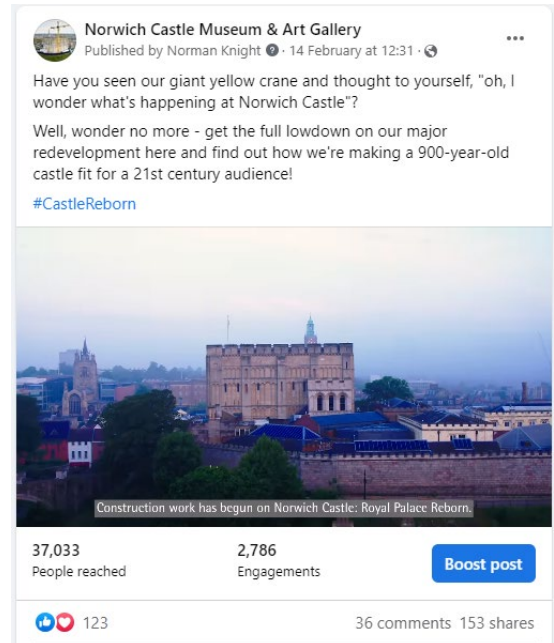 Norwich Castle Museum & Art Gallery
Published by Norman Knight · 14 February at 12:31 ·
Have you seen our giant yellow crane and thought to yourself, "oh, I
wonder what's happening at Norwich Castle"?
Well, wonder no more - get the full lowdown on our major
redevelopment here and find out how we're making a 900-year-old
castle fit for a 21st century audience!
#CastleReborn
Construction work has begun on Norwich Castle: Royal Palace Reborn.
37,033
People reached
2,786
Engagements
Boost post
123
36 comments 153 shares